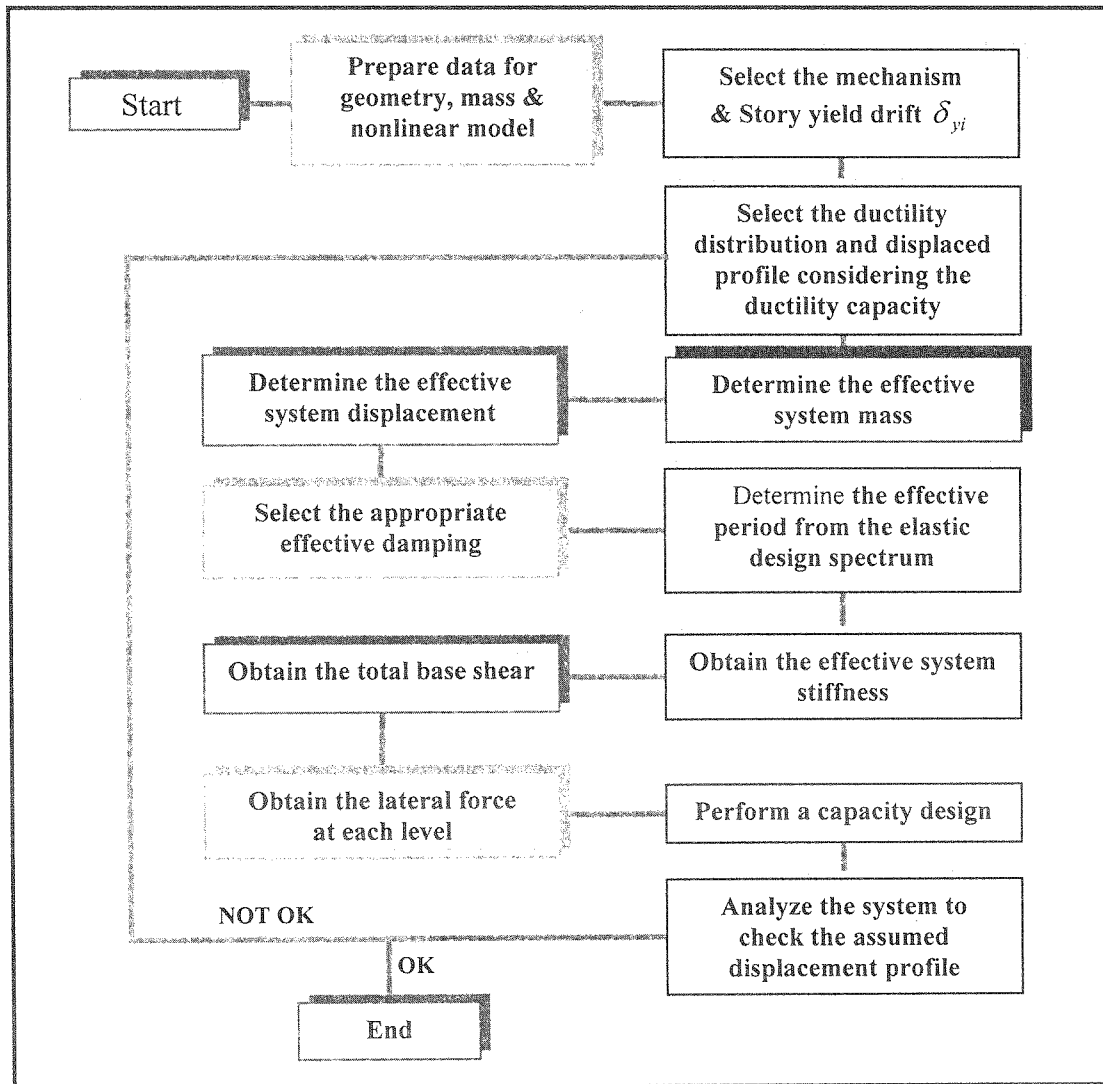 Start
Prepare data for
geometry, mass &
nonlinear model
Select the mechanism
& Story yield drift δyi
Select the ductility
distribution and displaced
profile considering the
ductility capacity
Determine the effective
system mass
Determine the effective
system displacement
Select the appropriate
effective damping
Determine the effective
period from the elastic
design spectrum
Obtain the effective system
stiffness
Obtain the total base shear
Obtain the lateral force
at each level
Perform a capacity design
Analyze the system to
check the assumed
displacement profile
NOT OK
OK
End